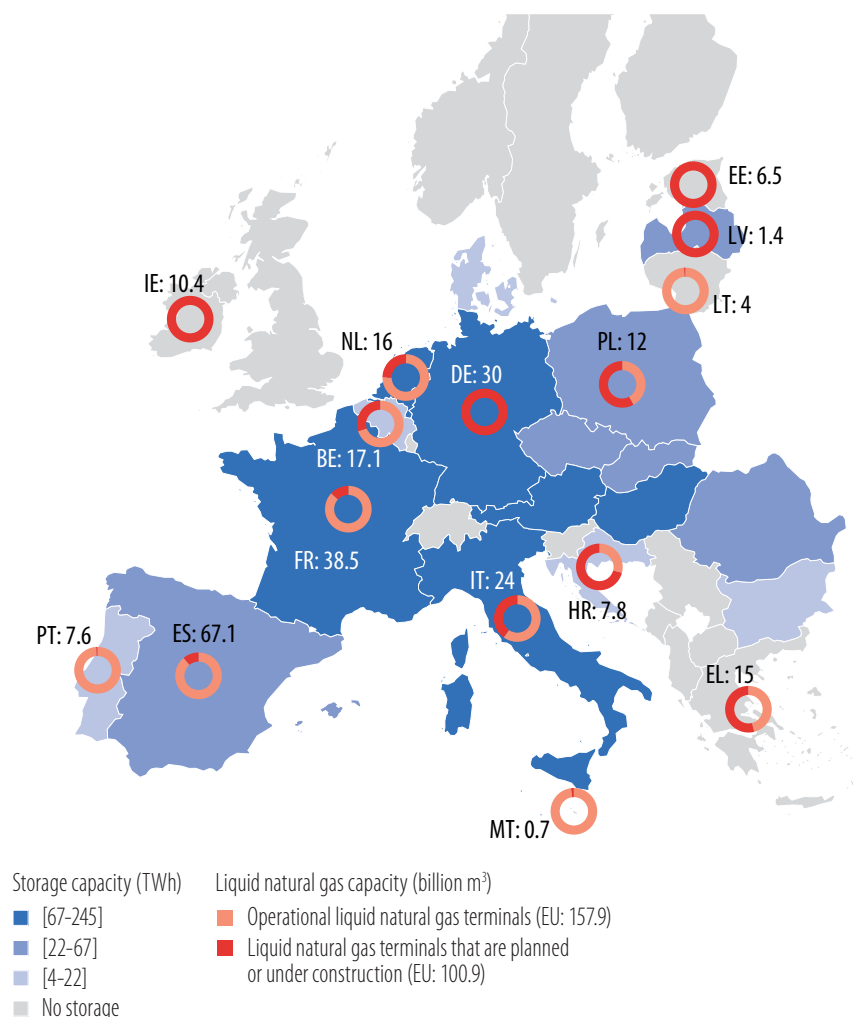 EE: 6.5
LV: 1.4
IE: 10.4
LT: 4
NL: 16
PL: 12
DE: 30
BE: 17.1
FR: 38.5
IT: 24
HR: 7.8
PT: 7.6
ES: 67.1
EL: 15
MT: 0.7
Storage capacity (TWh)
[67-245]
[22-67]
[4-22]
No storage
Liquid natural gas capacity (billion m³)
Operational liquid natural gas terminals (EU: 157.9)
Liquid natural gas terminals that are planned
or under construction (EU: 100.9)